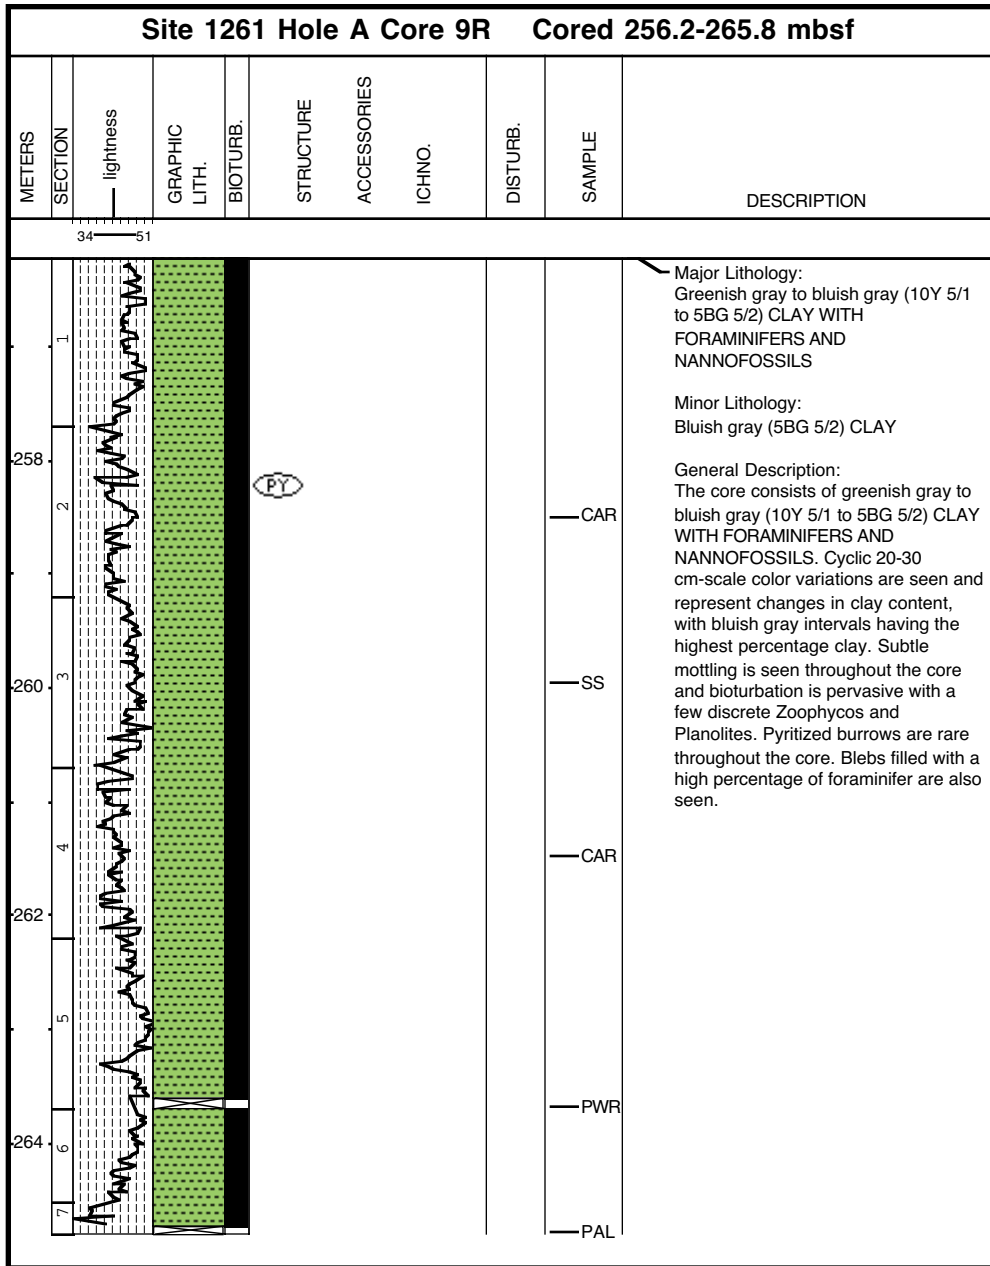 Site 1261 Hole A Core 9R Cored 256.2-265.8 mbsf
METERS
SECTION
lightness
GRAPHIC
LITH.
BIOTURB.
STRUCTURE
ACCESSORIES
ICHNO.
DISTURB.
SAMPLE
DESCRIPTION
34 51
1
2
3
4
5
6
7
258
260
262
264
PY
CAR
SS
CAR
PWR
PAL
Major Lithology:
Greenish gray to bluish gray (10Y 5/1
to 5BG 5/2) CLAY WITH
FORAMINIFERS AND
NANNOFOSSILS
Minor Lithology:
Bluish gray (5BG 5/2) CLAY
General Description:
The core consists of greenish gray to
bluish gray (10Y 5/1 to 5BG 5/2) CLAY
WITH FORAMINIFERS AND
NANNOFOSSILS. Cyclic 20-30
cm-scale color variations are seen and
represent changes in clay content,
with bluish gray intervals having the
highest percentage clay. Subtle
mottling is seen throughout the core
and bioturbation is pervasive with a
few discrete Zoophycos and
Planolites. Pyritized burrows are rare
throughout the core. Blebs filled with a
high percentage of foraminifer are also
seen.